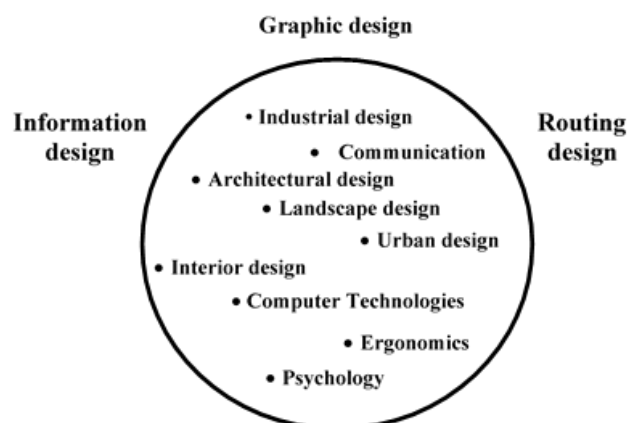 Graphic design
Information
design
Routing
design
• Industrial design
• Communication
• Architectural design
• Landscape design
• Urban design
• Interior design
• Computer Technologies
• Ergonomics
• Psychology